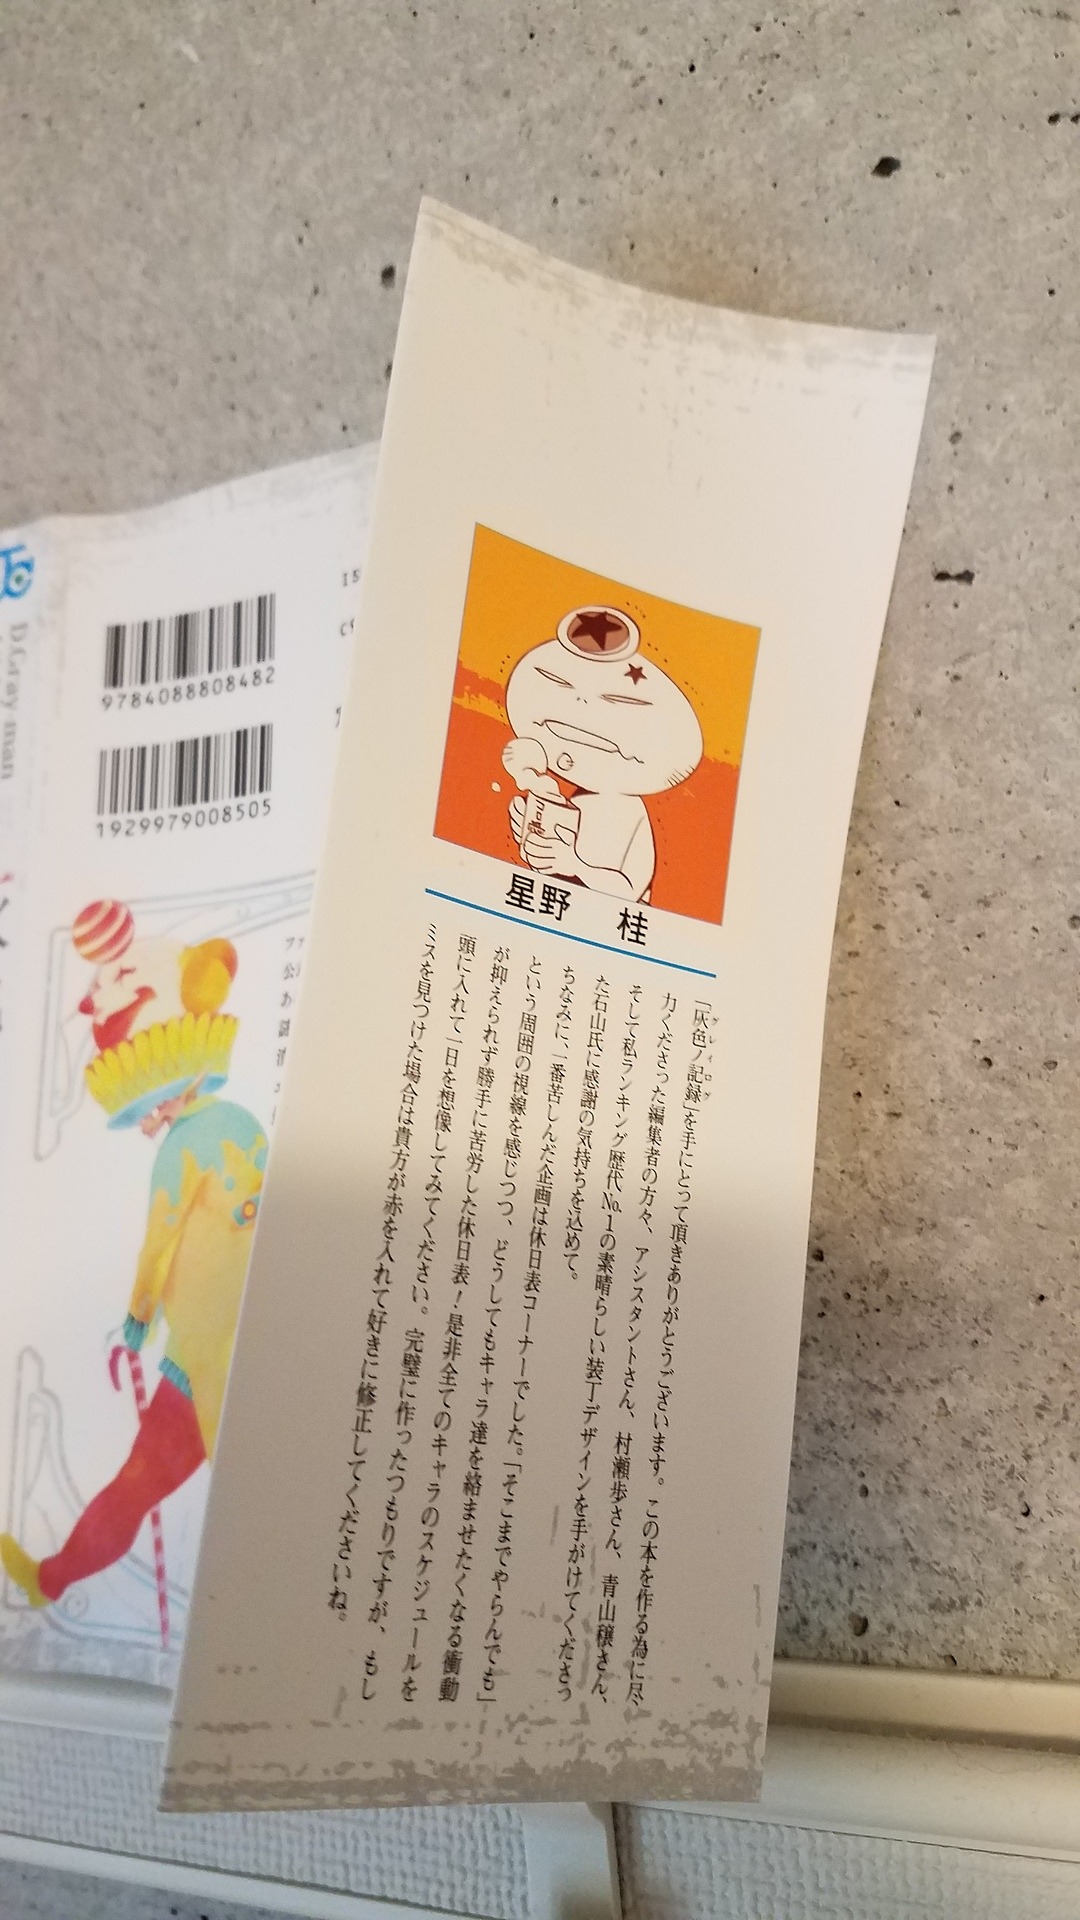 星野 桂
「灰色ノ記録」を手にとって頂きありがとうございます。この本を作る為に尽
グレイログ
力くださった編集者の方々、アシスタントさん、村瀬歩さん、青山穣さん、
そして私ランキング歴代No.1の素晴らしい装丁デザインを手がけてくださっ
た石山氏に感謝の気持ちを込めて。
ちなみに、一番苦しんだ企画は休日表コーナーでした。「そこまでやらんでも」
という周囲の視線を感じつつ、どうしてもキャラ達を絡ませたくなる衝動
が抑えられず勝手に苦労した休日表！是非全てのキャラのスケジュールを
頭に入れて一日を想像してみてください。完璧に作ったつもりですが、もし
ミスを見つけた場合は貴方が赤を入れて好きに修正してくださいね。
9784088808482
1929979008505
D.Gray-man